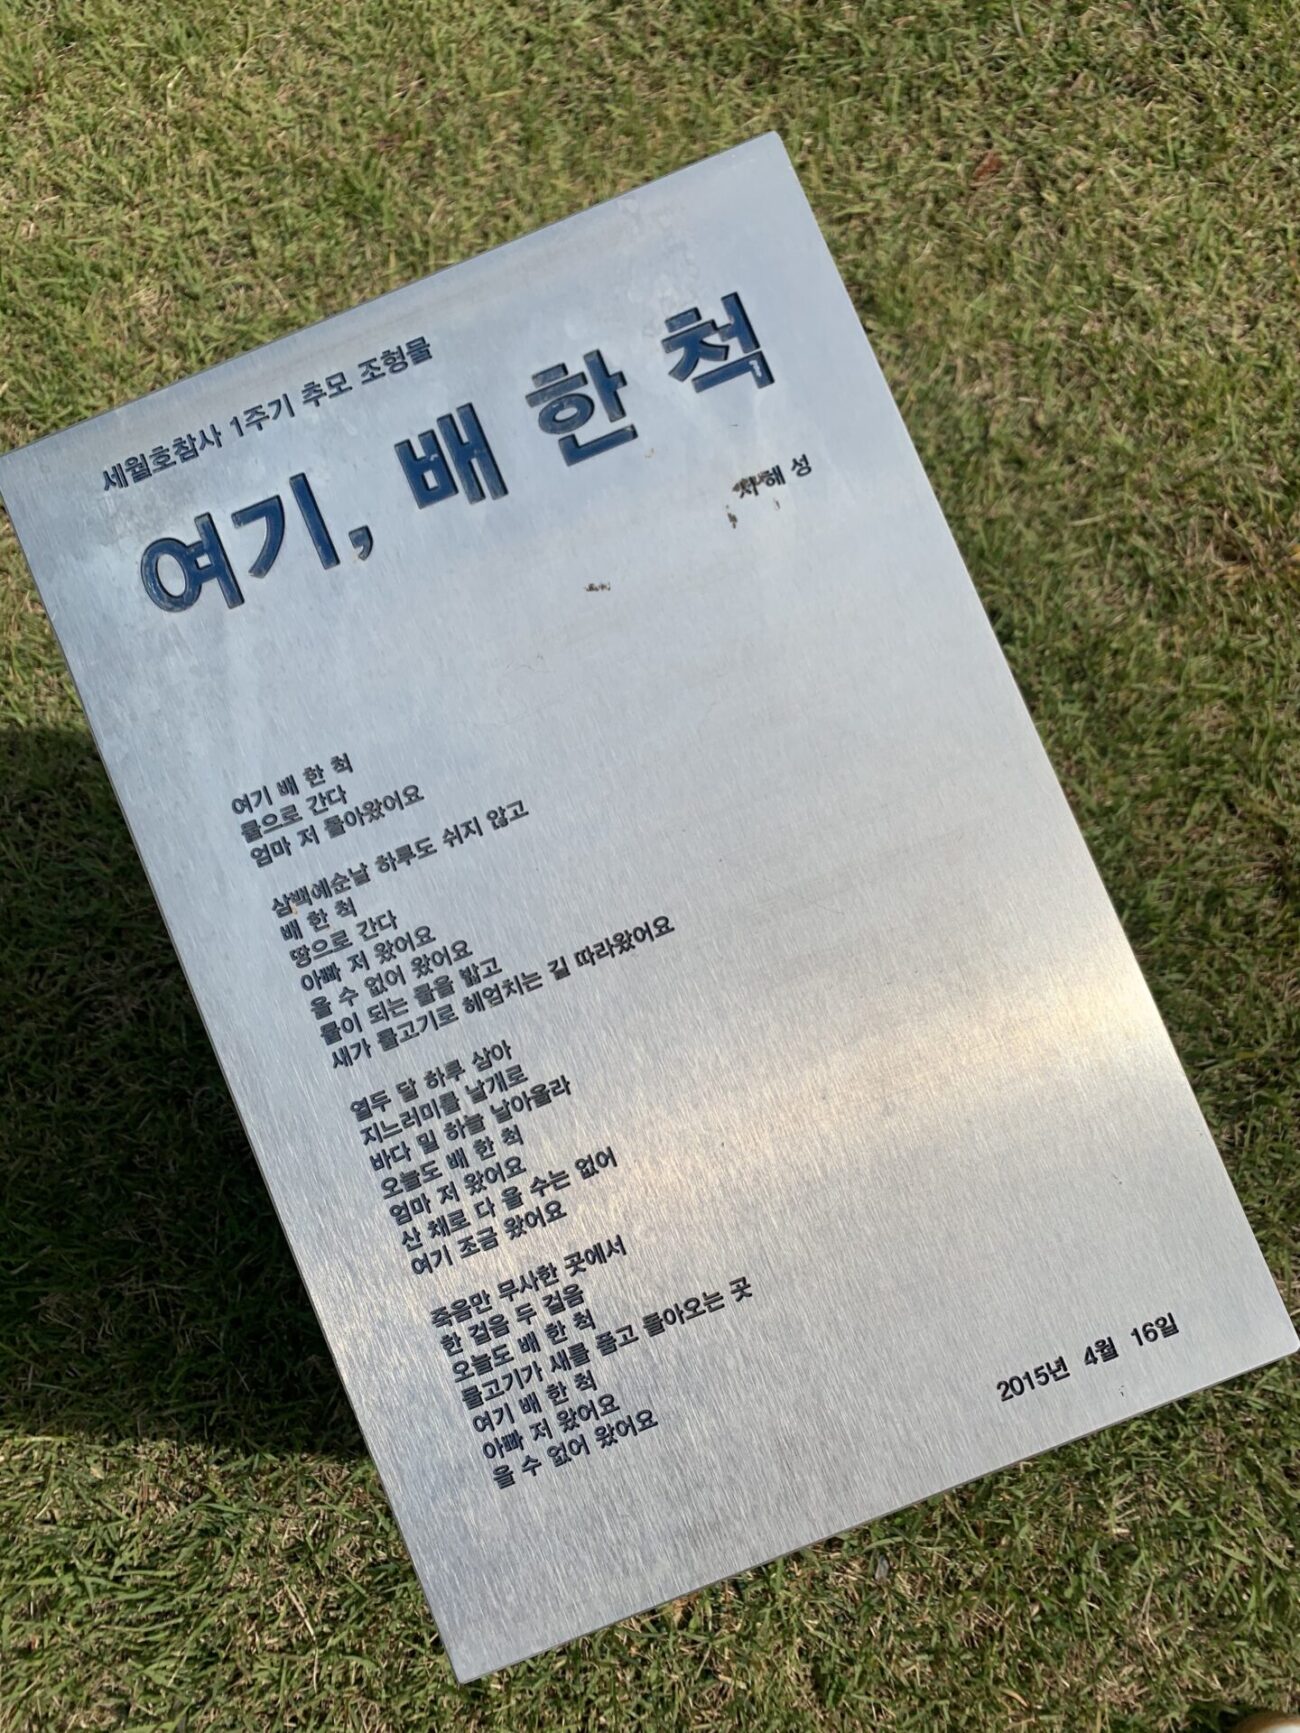 세월호참사 1주기 추모 조형물
여기, 배 한 척
서해성
여기 배 한 척
물으로 간다
엄마 저 돌아왔어요
삼백예순날 하루도 쉬지 않고
배 한 척
땅으로 간다
아빠 저 왔어요
올 수 없어 왔어요
물이 되는 물을 밟고
새가 물고기로 헤엄치는 길 따라왔어요
열두 달 하루 삼아
지느러미를 날개로
바다 밑 하늘 날아올라
오늘도 배 한 척
엄마 저 왔어요
산 채로 다 올 수는 없어
여기 조금 왔어요
죽음만 무사한 곳에서
한 걸음 두 걸음
오늘도 배 한 척
물고기가 새를 품고 돌아오는 곳
여기 배 한 척
아빠 저 왔어요
올 수 없어 왔어요
2015년 4월 16일